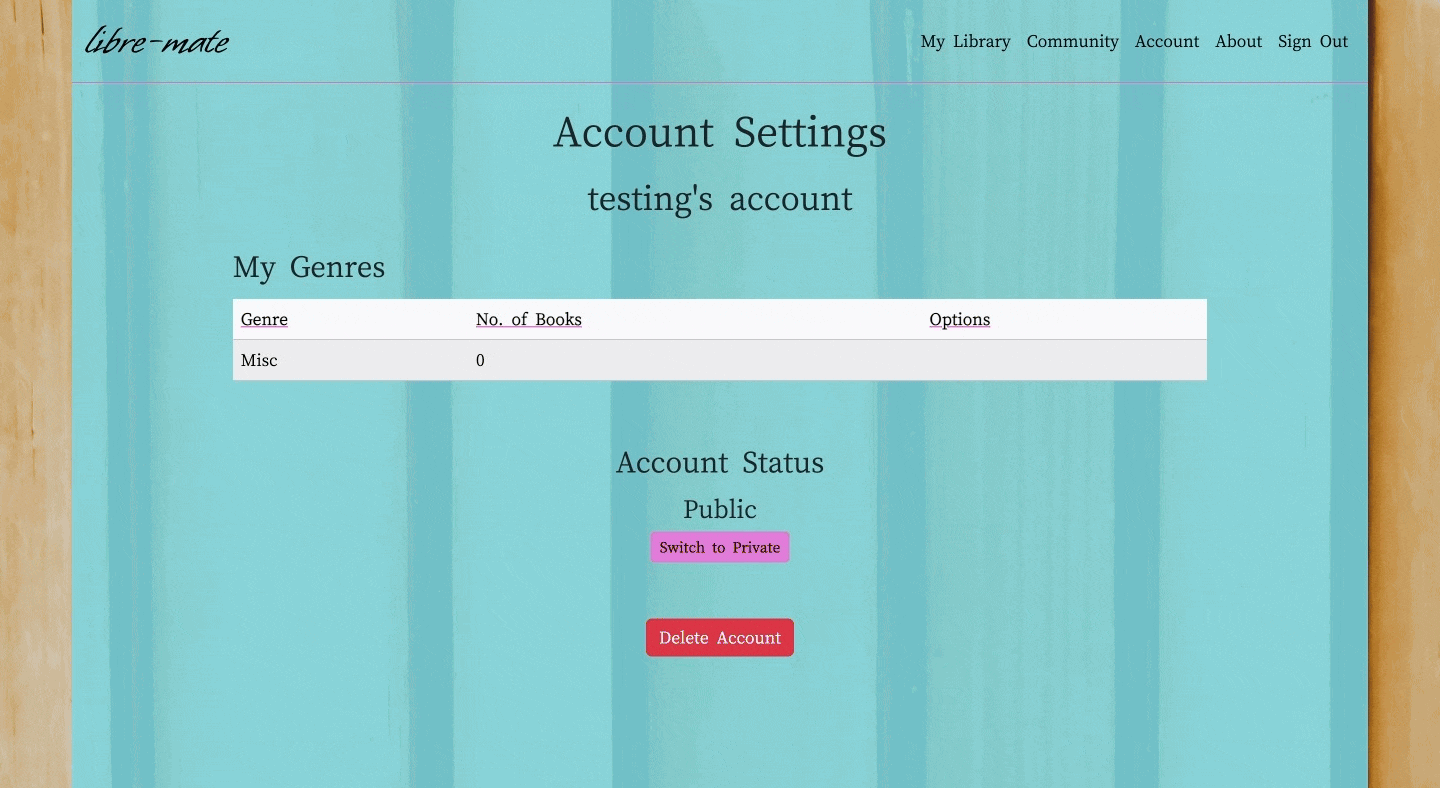 libre-mate
My Library Community Account About Sign Out
Account Settings
testing's account
My Genres
Genre No. of Books Options
Misc 0
Account Status
Public
Switch to Private
Delete Account